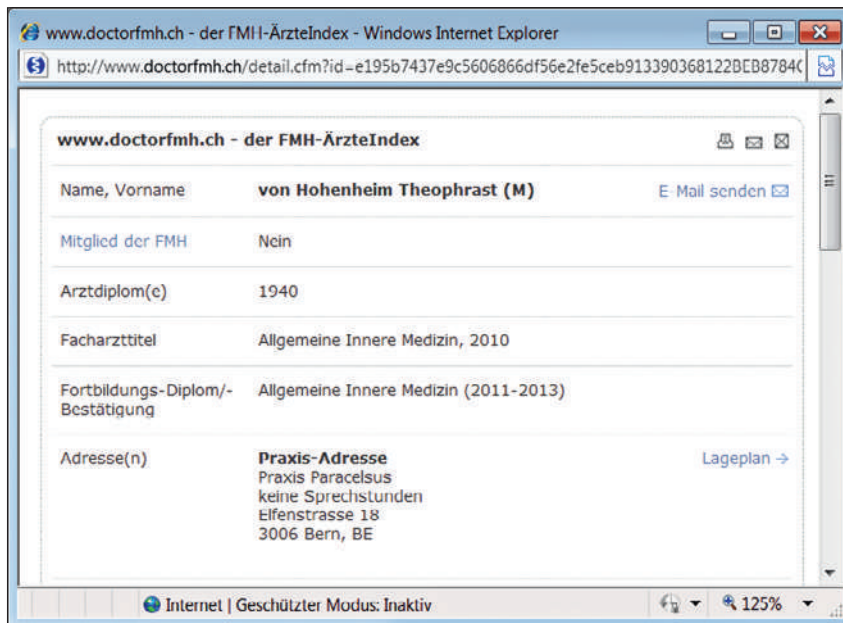 www.doctorfmh.ch - der FMH-ÄrzteIndex - Windows Internet Explorer
http://www.doctorfmh.ch/detail.cfm?id=e195b7437e9c5606866df56e2fe5ceb913390368122BEB8784C
www.doctorfmh.ch - der FMH-ÄrzteIndex
Name, Vorname von Hohenheim Theophrast (M) E-Mail senden
Mitglied der FMH Nein
Arztdiplom(e) 1940
Facharzttitel Allgemeine Innere Medizin, 2010
Fortbildungs-Diplom/- Allgemeine Innere Medizin (2011-2013)
Bestätigung
Adresse(n) Praxis-Adresse Lageplan →
Praxis Paracelsus
keine Sprechstunden
Elfenstrasse 18
3006 Bern, BE
Internet | Geschützter Modus: Inaktiv 125%